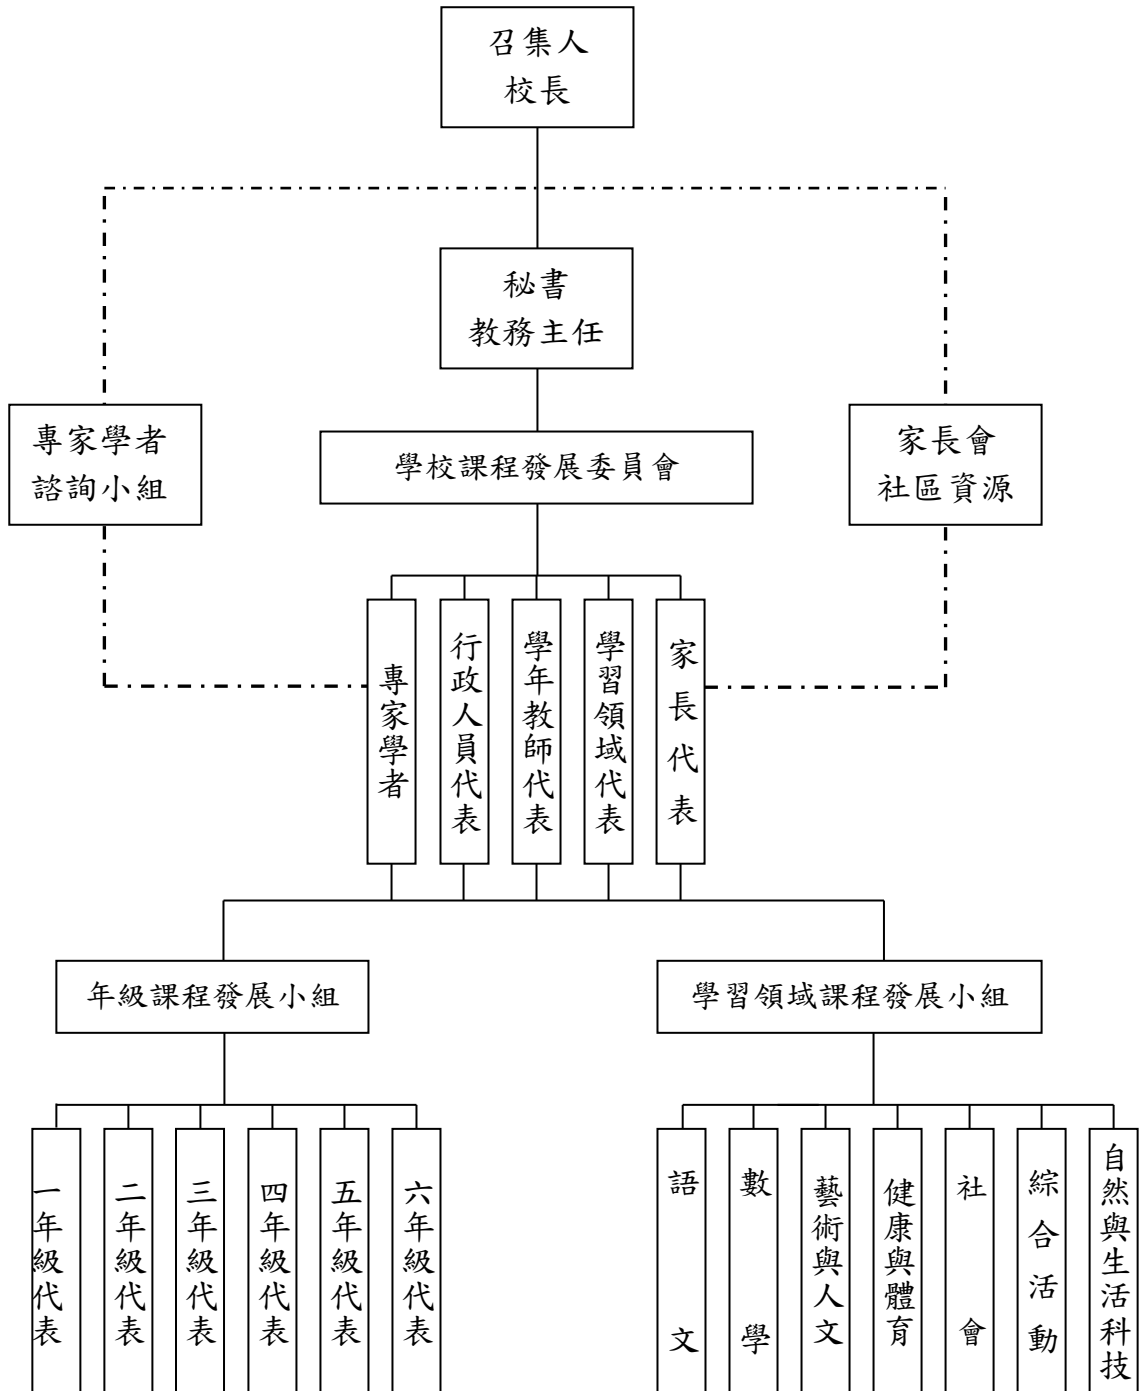 召集人
校長
秘書
教務主任
專家學者
諮詢小組
學校課程發展委員會
家長會
社區資源
專家學者
行政人員代表
學年教師代表
學習領域代表
家長代表
年級課程發展小組
學習領域課程發展小組
一年級代表
二年級代表
三年級代表
四年級代表
五年級代表
六年級代表
語文
數學
藝術與人文
健康與體育
社會
綜合活動
自然與生活科技